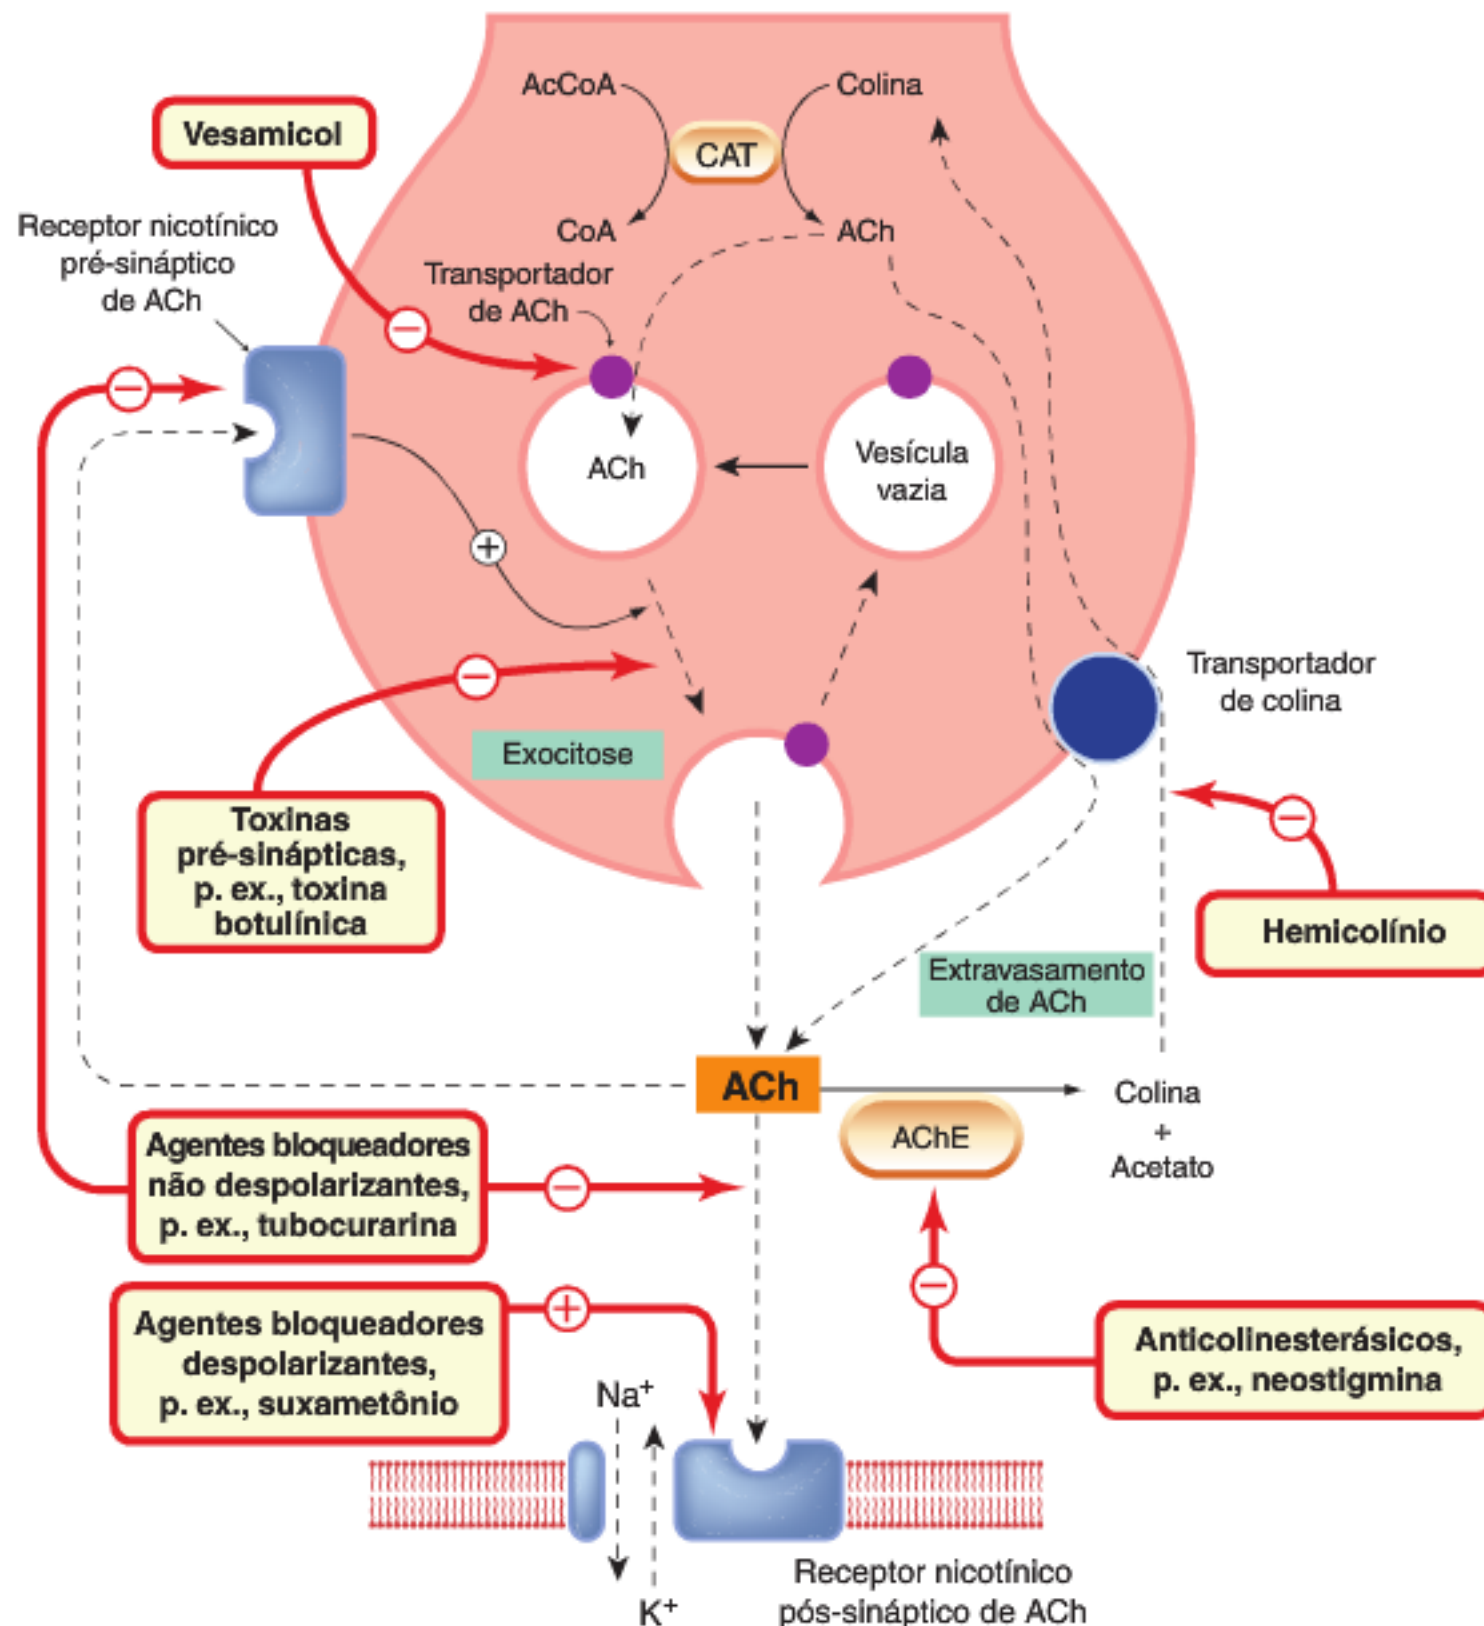 AcCoA
Colina
Vesamicol
CAT
Receptor nicotínico
pré-sináptico
de ACh
CoA
ACh
Transportador
de ACh
−
−
ACh
Vesícula
vazia
+
Transportador
de colina
−
Exocitose
−
Toxinas
pré-sinápticas,
p. ex., toxina
botulínica
Hemicolínio
Extravasamento
de ACh
ACh
Colina
+
Acetato
AChE
Agentes bloqueadores
não despolarizantes,
p. ex., tubocurarina
−
−
Agentes bloqueadores
despolarizantes,
p. ex., suxametônio
+
Anticolinesterásicos,
p. ex., neostigmina
Na⁺
K⁺
Receptor nicotínico
pós-sináptico de ACh